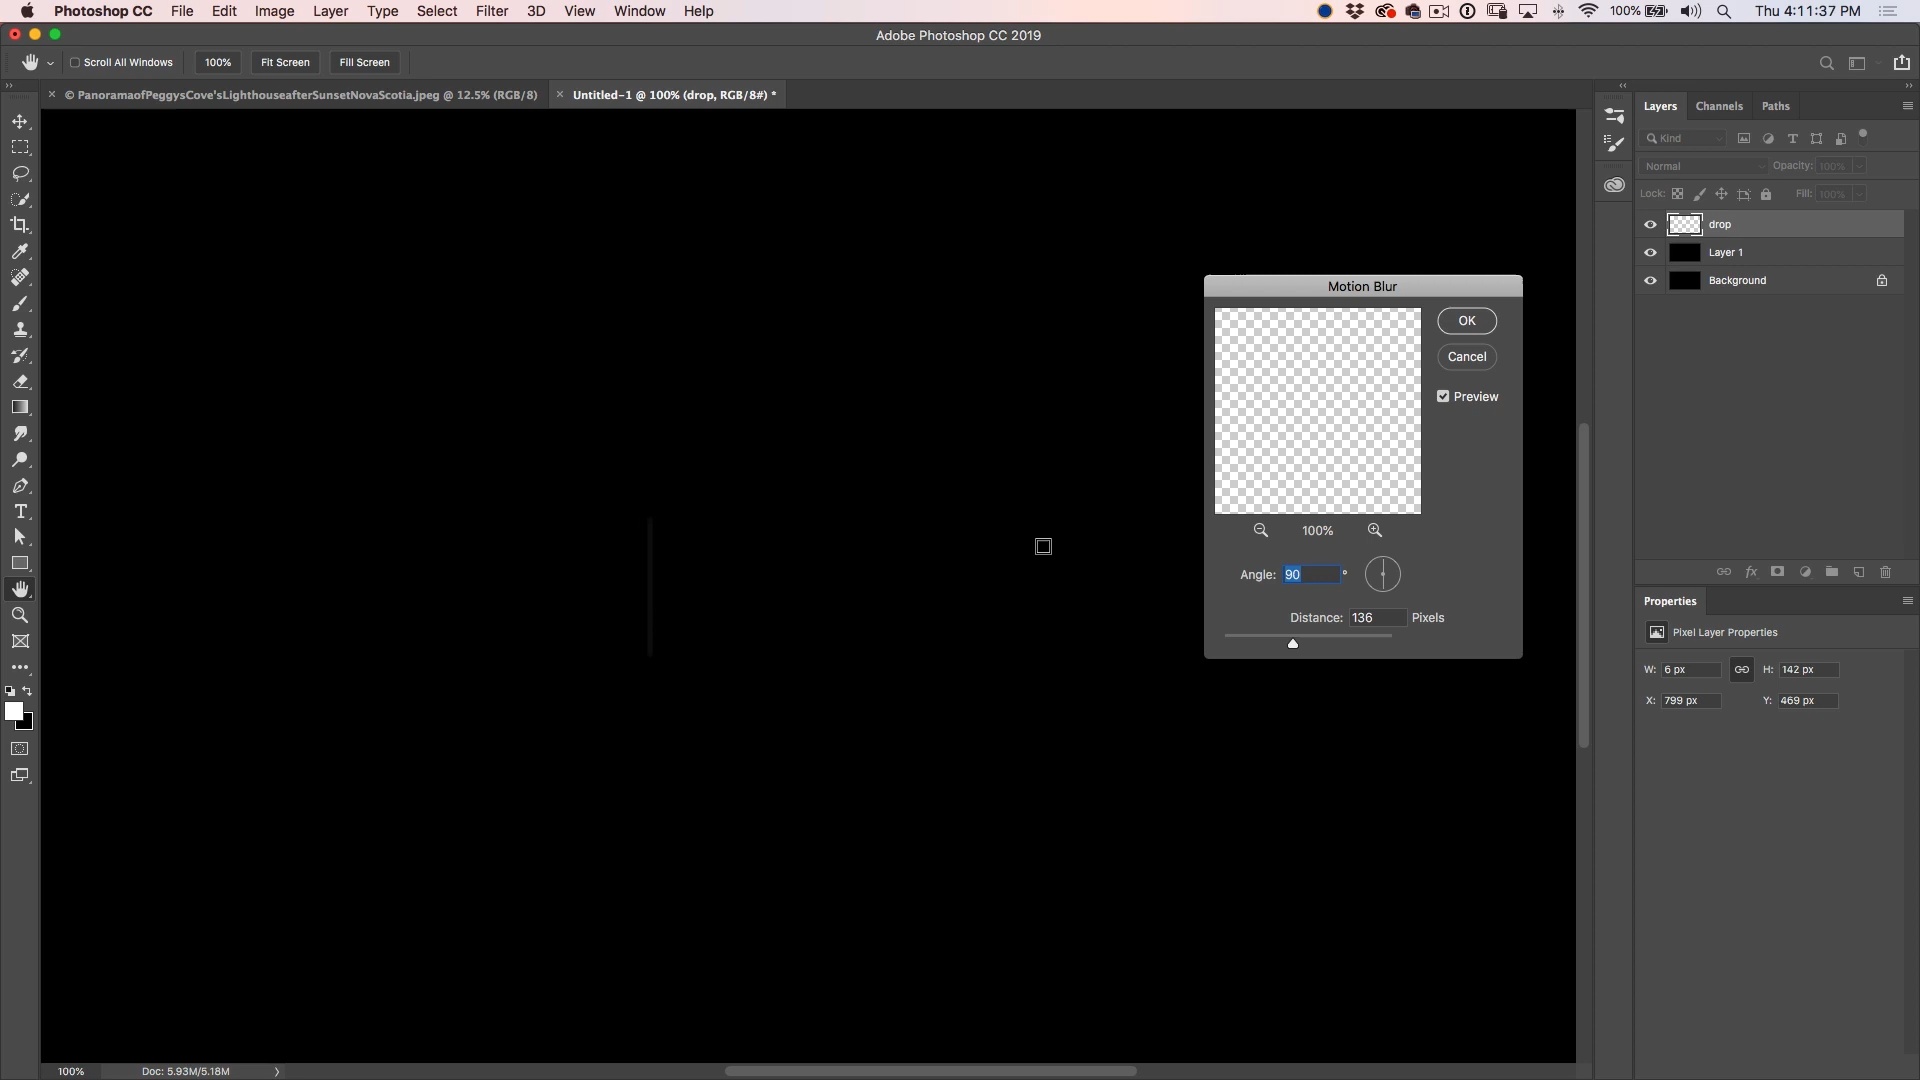 Photoshop CC File Edit Image Layer Type Select Filter 3D View Window Help 100% Thu 4:11:37 PM
Adobe Photoshop CC 2019
Scroll All Windows 100% Fit Screen Fill Screen
© PanoramaofPeggysCove'sLighthouseafterSunsetNovaScotia.jpeg @ 12.5% (RGB/8) Untitled-1 @ 100% (drop, RGB/8#) *
Layers Channels Paths
Kind
Normal Opacity: 100%
Lock: Fill: 100%
drop
Layer 1
Background
Motion Blur
OK
Cancel
Preview
100%
Angle: 90 °
Distance: 136 Pixels
Properties
Pixel Layer Properties
W: 6 px H: 142 px
X: 799 px Y: 469 px
100% Doc: 5.93M/5.18M